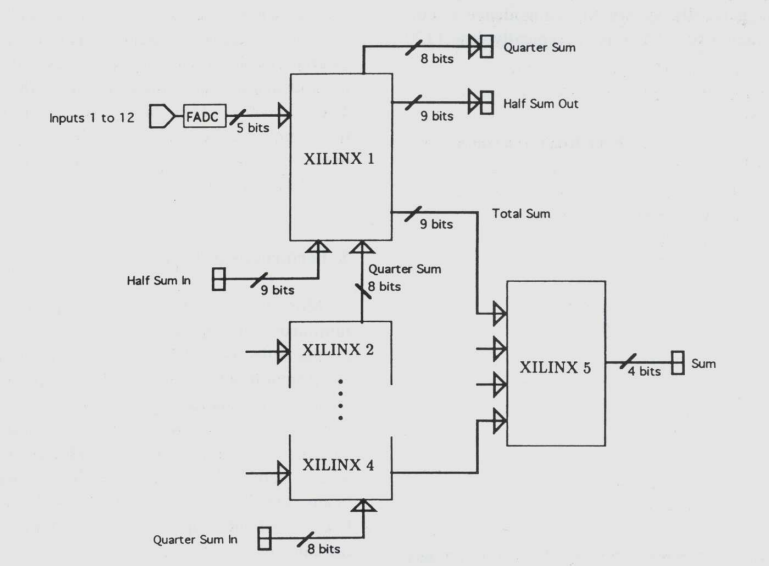 Quarter Sum
8 bits
Half Sum Out
9 bits
Inputs 1 to 12
FADC
5 bits
XILINX 1
Total Sum
9 bits
Half Sum In
9 bits
Quarter Sum
8 bits
XILINX 2
XILINX 5
4 bits
Sum
XILINX 4
Quarter Sum In
8 bits